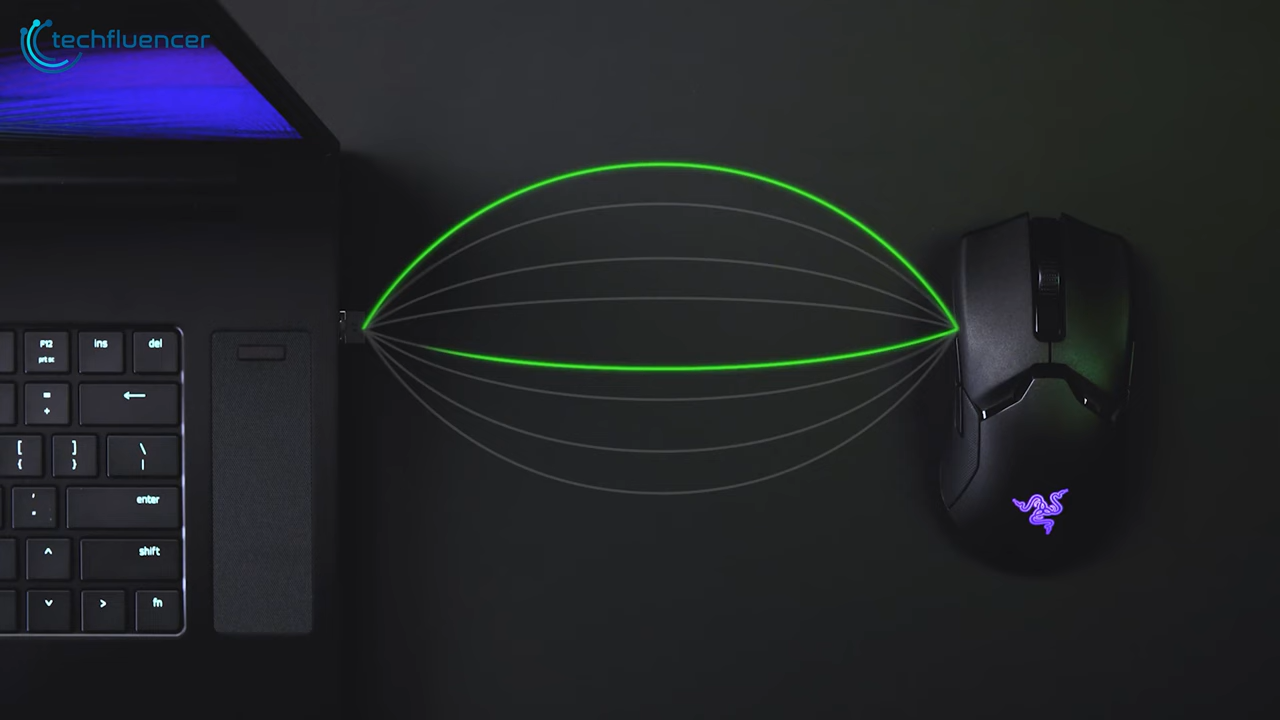 techfluencer
F12
prt sc
ins
del
=
+
←
[
{
]
}
\
|
enter
'
"
^
shift
˅
>
fn